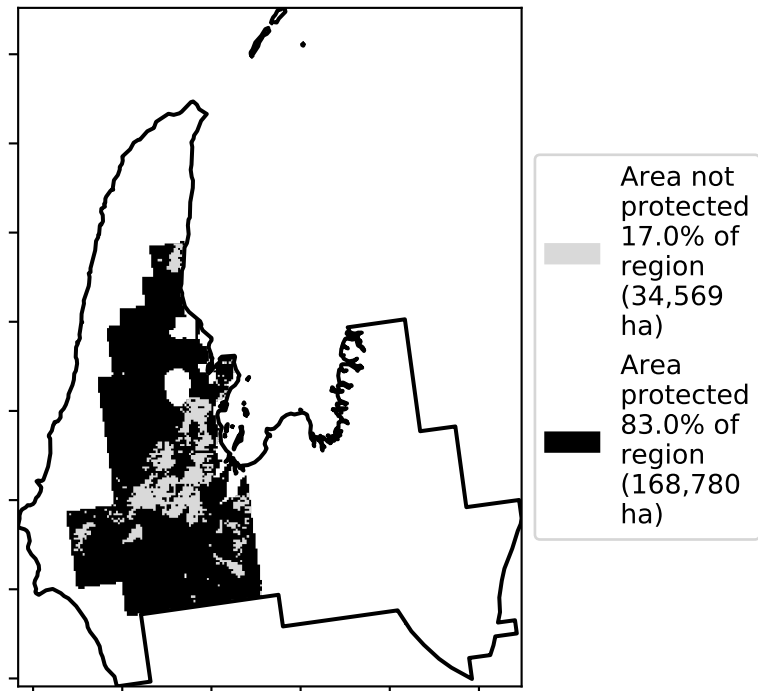 Area not
protected
17.0% of
region
(34,569
ha)
Area
protected
83.0% of
region
(168,780
ha)